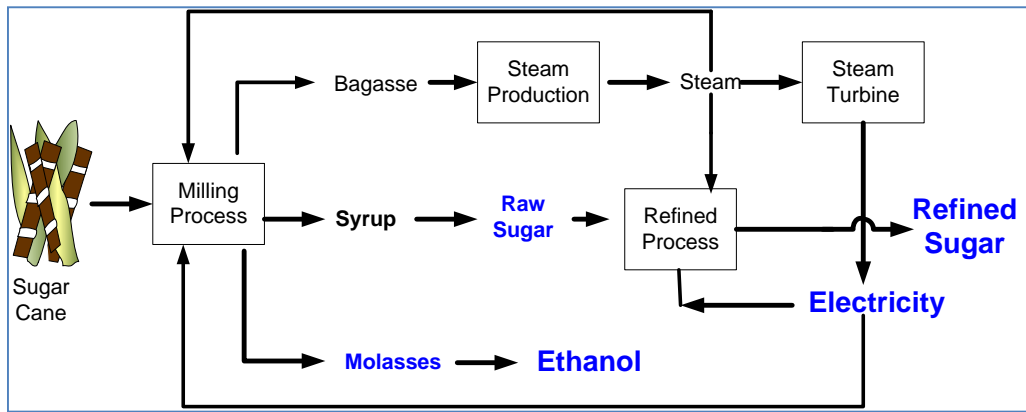 Bagasse
Steam
Production
Steam
Steam
Turbine
Milling
Process
Syrup
Raw
Sugar
Refined
Process
Refined
Sugar
Sugar
Cane
Electricity
Molasses
Ethanol